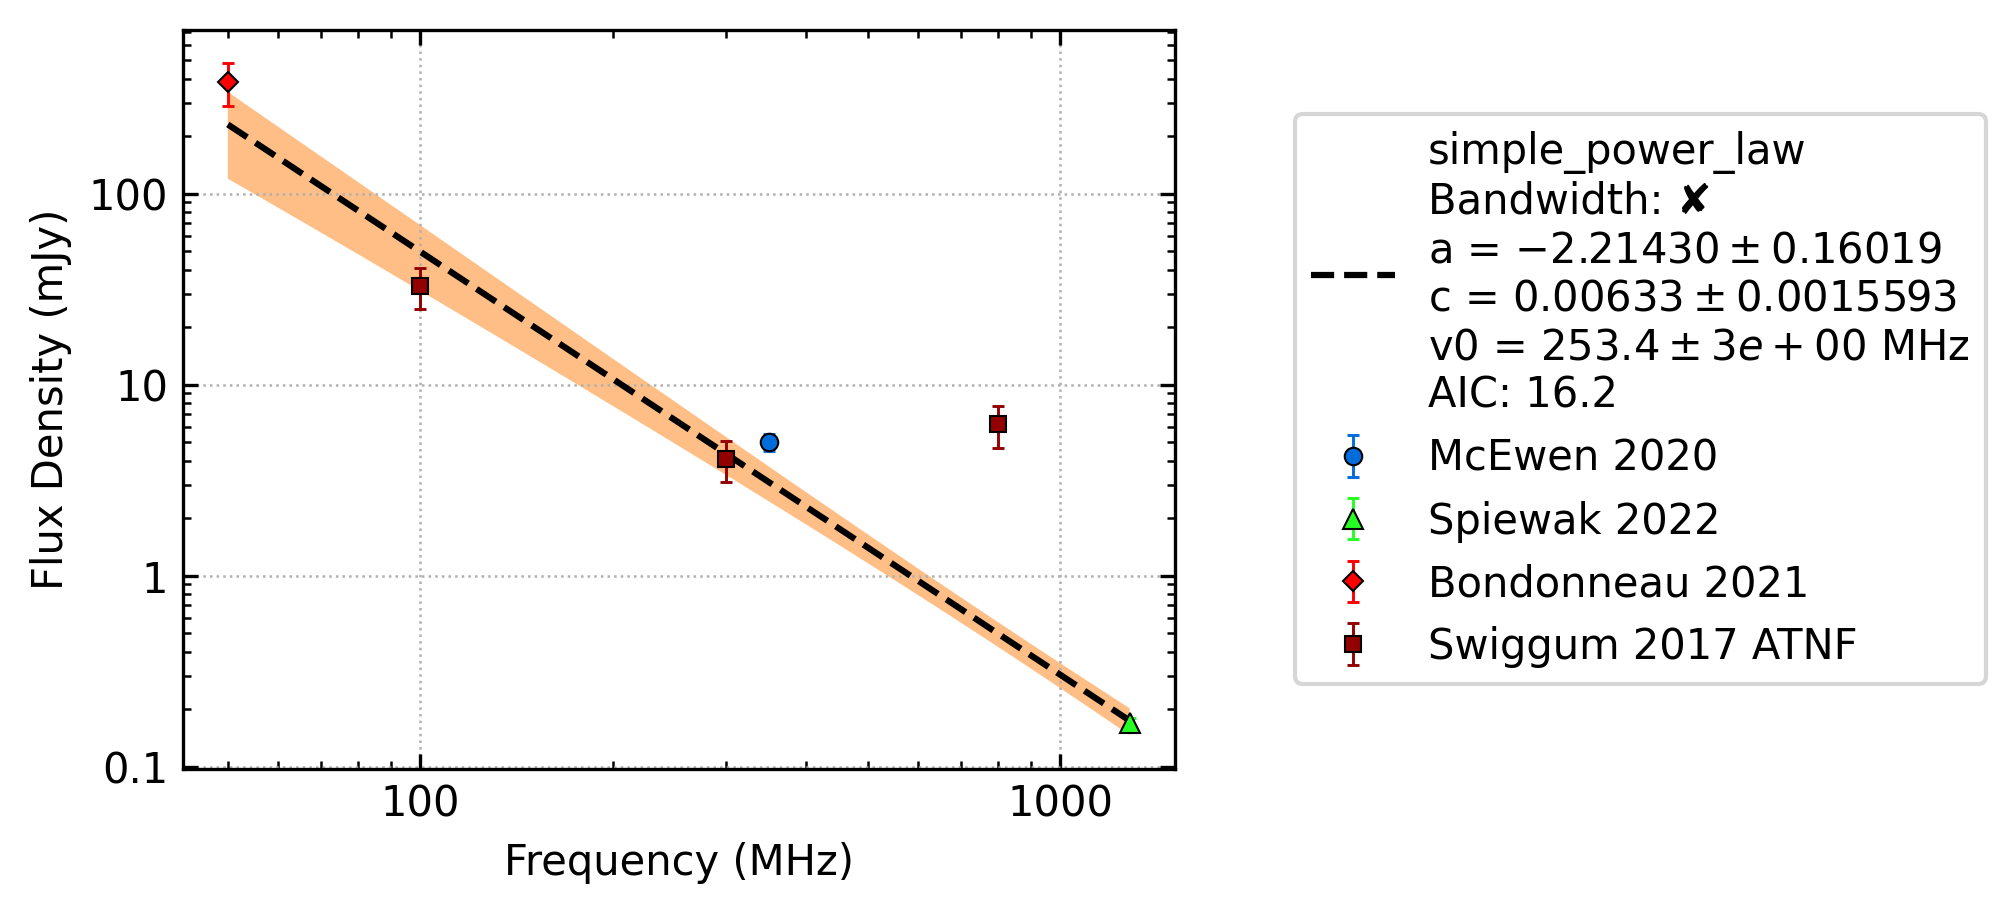 Flux Density (mJy)
100
10
1
0.1
100
1000
Frequency (MHz)
simple_power_law
Bandwidth: ✘
a = −2.21430 ± 0.16019
c = 0.00633 ± 0.0015593
v0 = 253.4 ± 3e + 00 MHz
AIC: 16.2
McEwen 2020
Spiewak 2022
Bondonneau 2021
Swiggum 2017 ATNF